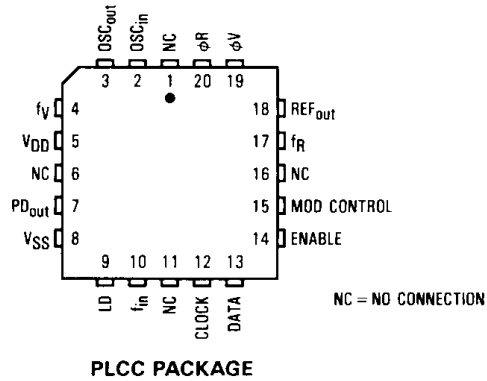 OSCout
OSCin
NC
φR
φV
3 2 1 20 19
fV 4
18 REFout
VDD 5
17 fR
NC 6
16 NC
PDout 7
15 MOD CONTROL
VSS 8
14 ENABLE
9 10 11 12 13
LD
fin
NC
CLOCK
DATA
NC = NO CONNECTION
PLCC PACKAGE